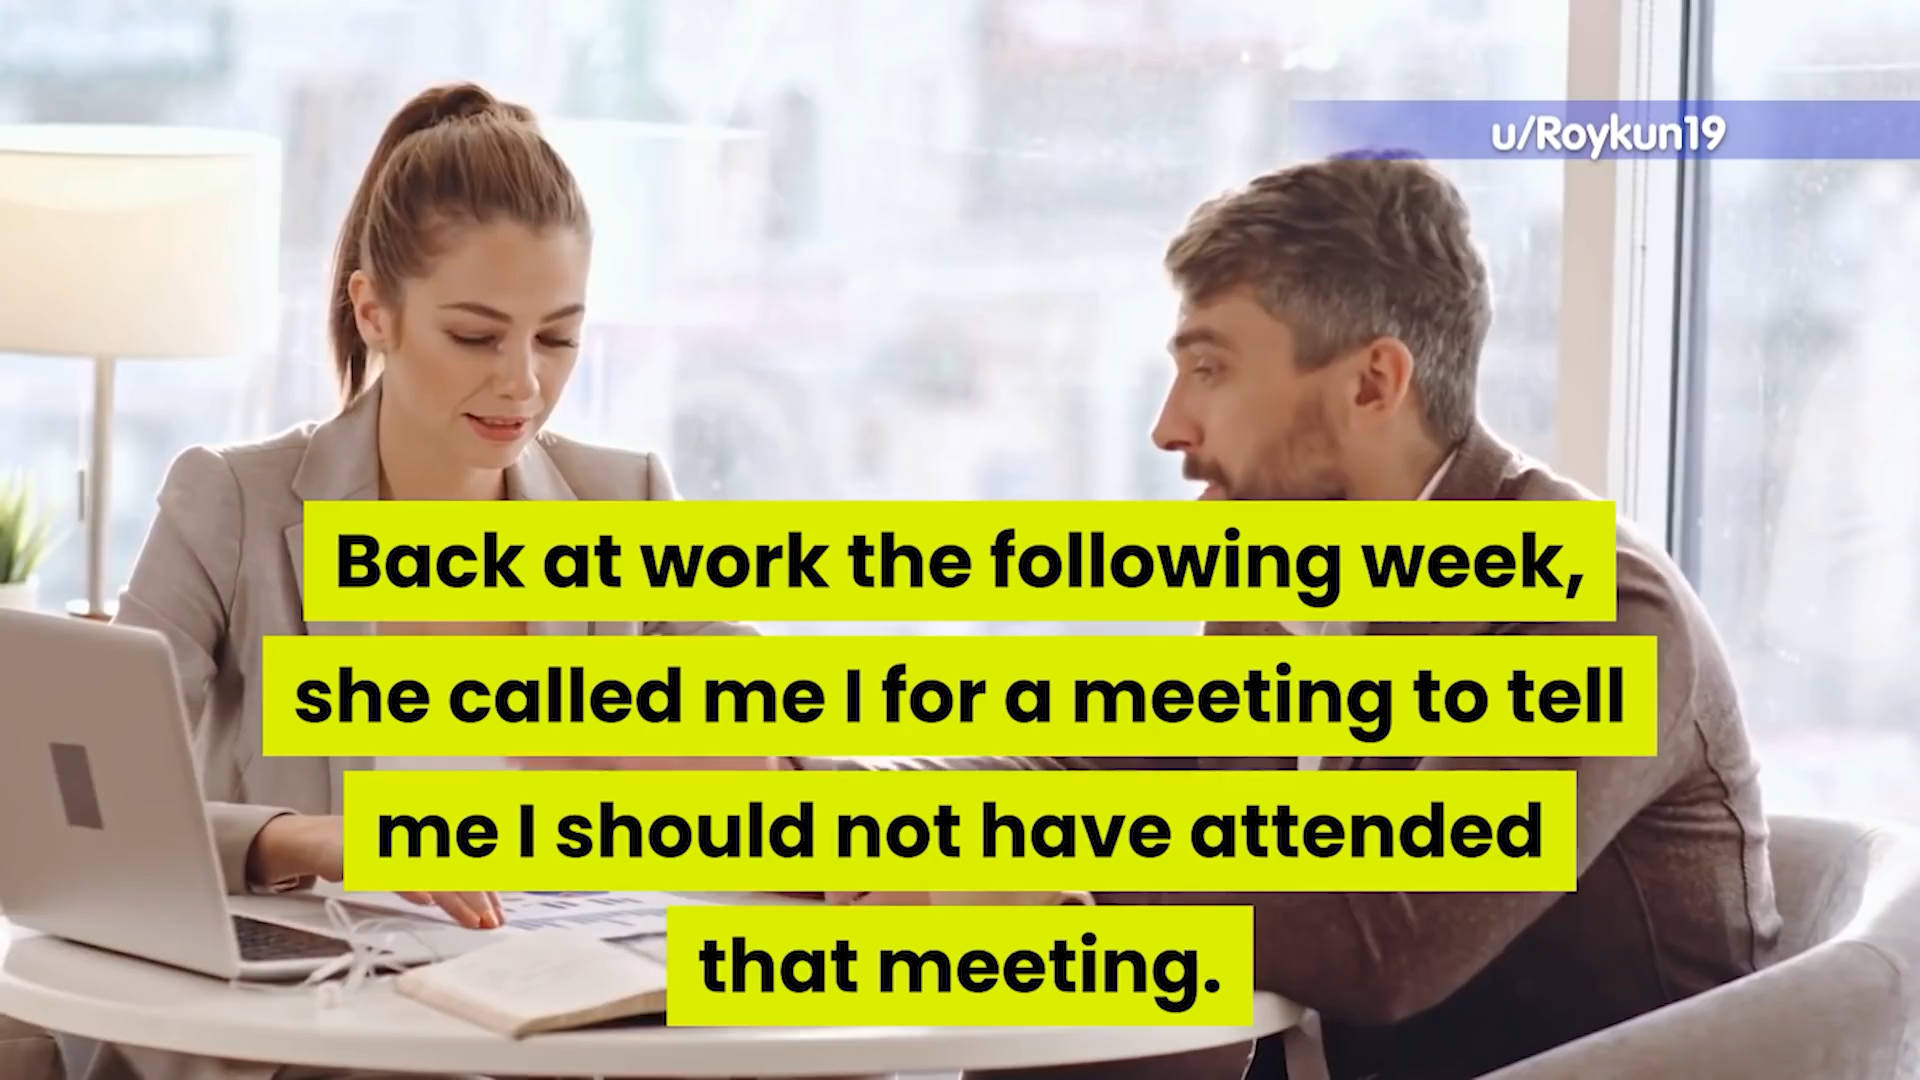 u/Roykun19
Back at work the following week,
she called me I for a meeting to tell
me I should not have attended
that meeting.